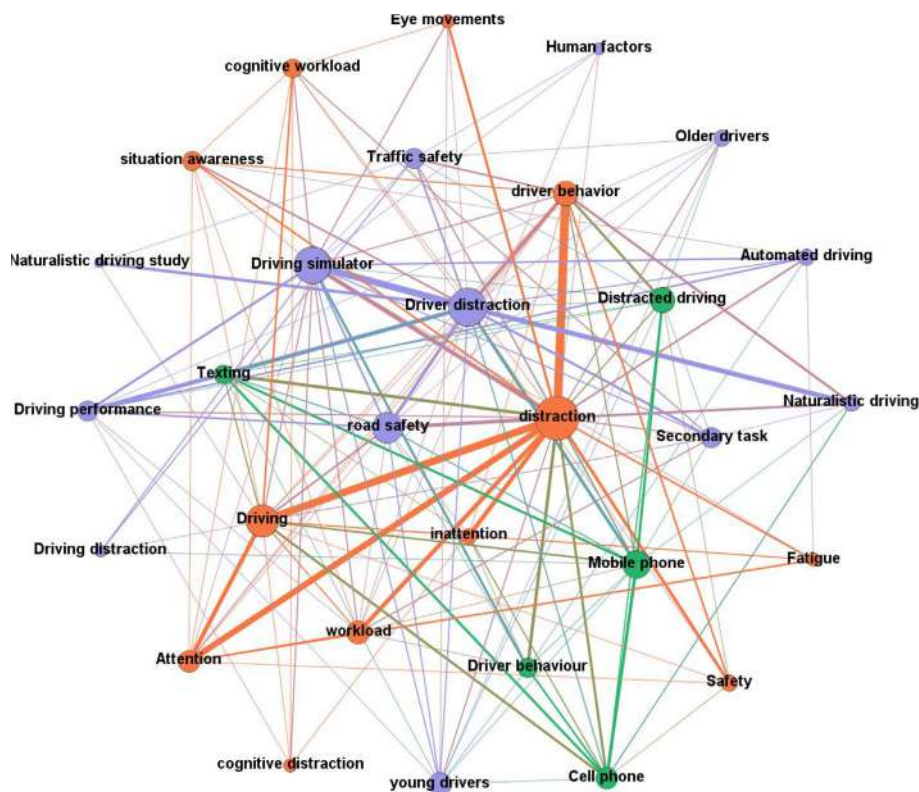 Eye movements
Human factors
cognitive workload
Older drivers
situation awareness
Traffic safety
driver behavior
Naturalistic driving study
Driving simulator
Automated driving
Driver distraction
Distracted driving
Texting
Driving performance
road safety
distraction
Naturalistic driving
Secondary task
Driving
inattention
Driving distraction
Mobile phone
Fatigue
workload
Attention
Driver behaviour
Safety
cognitive distraction
young drivers
Cell phone